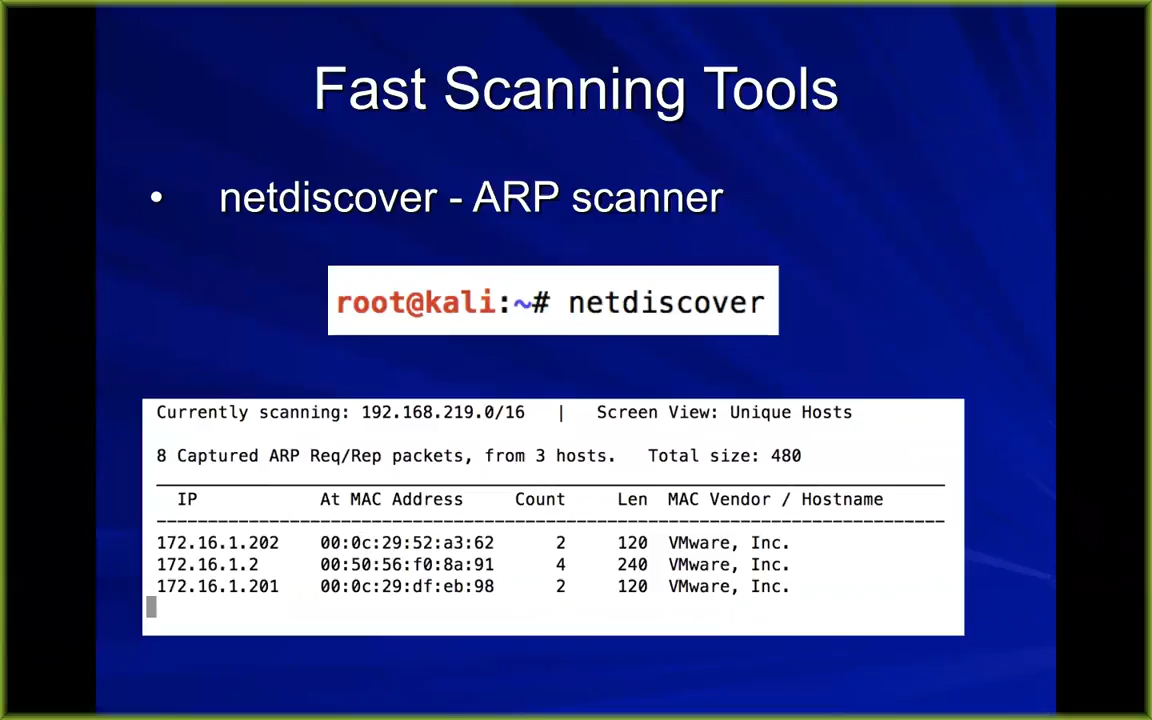 Fast Scanning Tools
• netdiscover - ARP scanner
root@kali:~# netdiscover
Currently scanning: 192.168.219.0/16 | Screen View: Unique Hosts
8 Captured ARP Req/Rep packets, from 3 hosts. Total size: 480
IP At MAC Address Count Len MAC Vendor / Hostname
172.16.1.202 00:0c:29:52:a3:62 2 120 VMware, Inc.
172.16.1.2 00:50:56:f0:8a:91 4 240 VMware, Inc.
172.16.1.201 00:0c:29:df:eb:98 2 120 VMware, Inc.